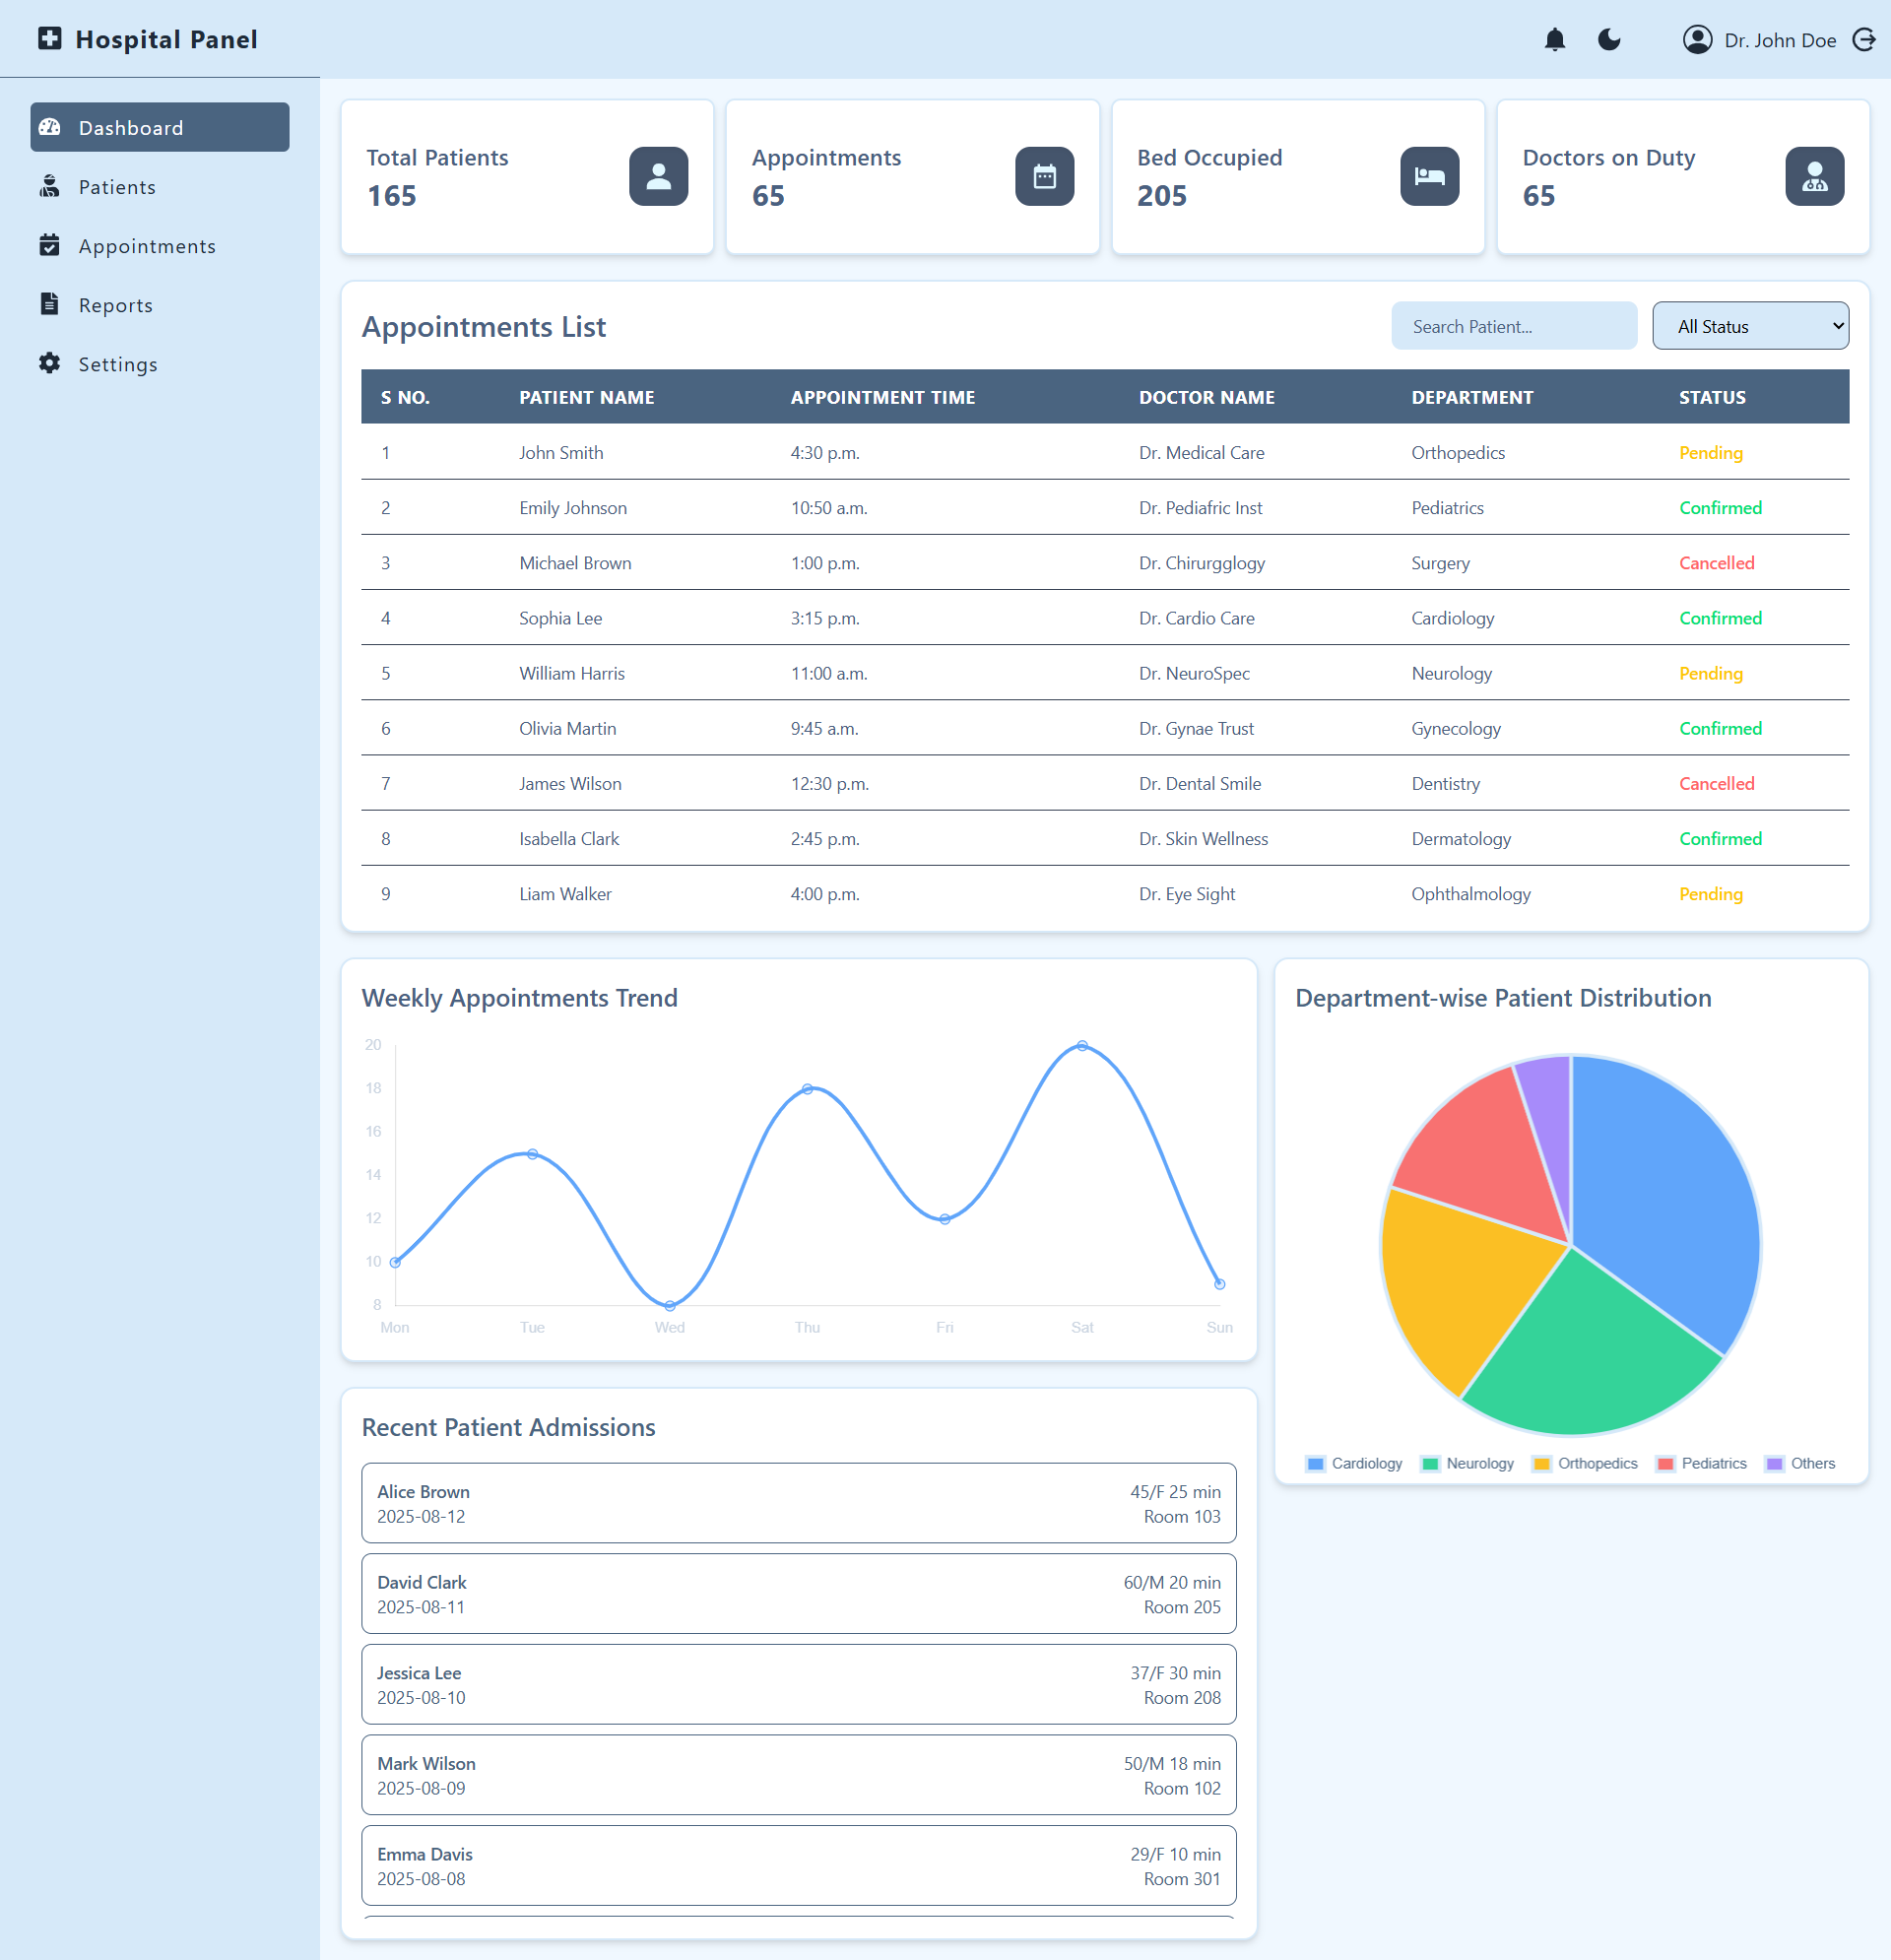 Hospital Panel
Dr. John Doe
Dashboard
Patients
Appointments
Reports
Settings
Total Patients
165
Appointments
65
Bed Occupied
205
Doctors on Duty
65
Appointments List
Search Patient...
All Status
S NO. PATIENT NAME APPOINTMENT TIME DOCTOR NAME DEPARTMENT STATUS
1 John Smith 4:30 p.m. Dr. Medical Care Orthopedics Pending
2 Emily Johnson 10:50 a.m. Dr. Pediafric Inst Pediatrics Confirmed
3 Michael Brown 1:00 p.m. Dr. Chirurgglogy Surgery Cancelled
4 Sophia Lee 3:15 p.m. Dr. Cardio Care Cardiology Confirmed
5 William Harris 11:00 a.m. Dr. NeuroSpec Neurology Pending
6 Olivia Martin 9:45 a.m. Dr. Gynae Trust Gynecology Confirmed
7 James Wilson 12:30 p.m. Dr. Dental Smile Dentistry Cancelled
8 Isabella Clark 2:45 p.m. Dr. Skin Wellness Dermatology Confirmed
9 Liam Walker 4:00 p.m. Dr. Eye Sight Ophthalmology Pending
Weekly Appointments Trend
20
18
16
14
12
10
8
Mon Tue Wed Thu Fri Sat Sun
Department-wise Patient Distribution
Cardiology Neurology Orthopedics Pediatrics Others
Recent Patient Admissions
Alice Brown 45/F 25 min
2025-08-12 Room 103
David Clark 60/M 20 min
2025-08-11 Room 205
Jessica Lee 37/F 30 min
2025-08-10 Room 208
Mark Wilson 50/M 18 min
2025-08-09 Room 102
Emma Davis 29/F 10 min
2025-08-08 Room 301